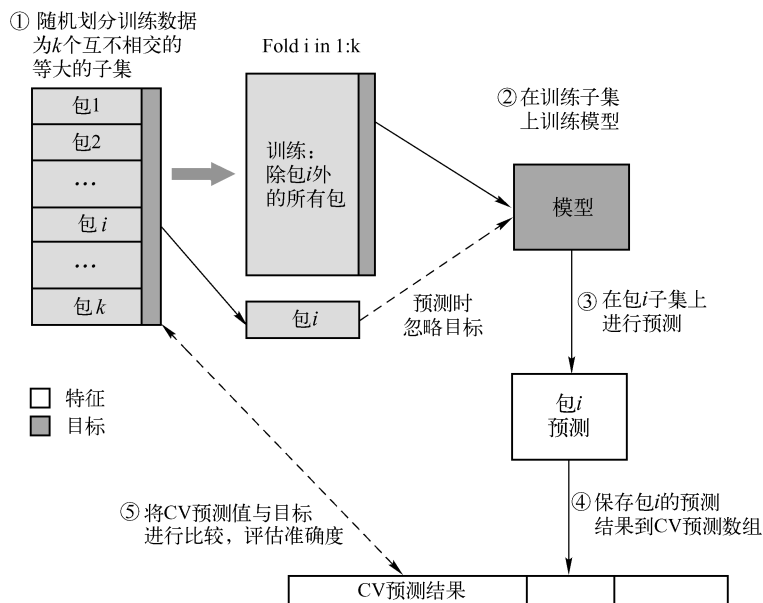 ① 随机划分训练数据
为k个互不相交的
等大的子集
包1
包2
…
包i
…
包k
Fold i in 1:k
训练：
除包i外
的所有包
包i
② 在训练子集
上训练模型
模型
预测时
忽略目标
③ 在包i子集上
进行预测
包i
预测
特征
目标
④ 保存包i的预测
结果到CV预测数组
⑤ 将CV预测值与目标
进行比较，评估准确度
CV预测结果